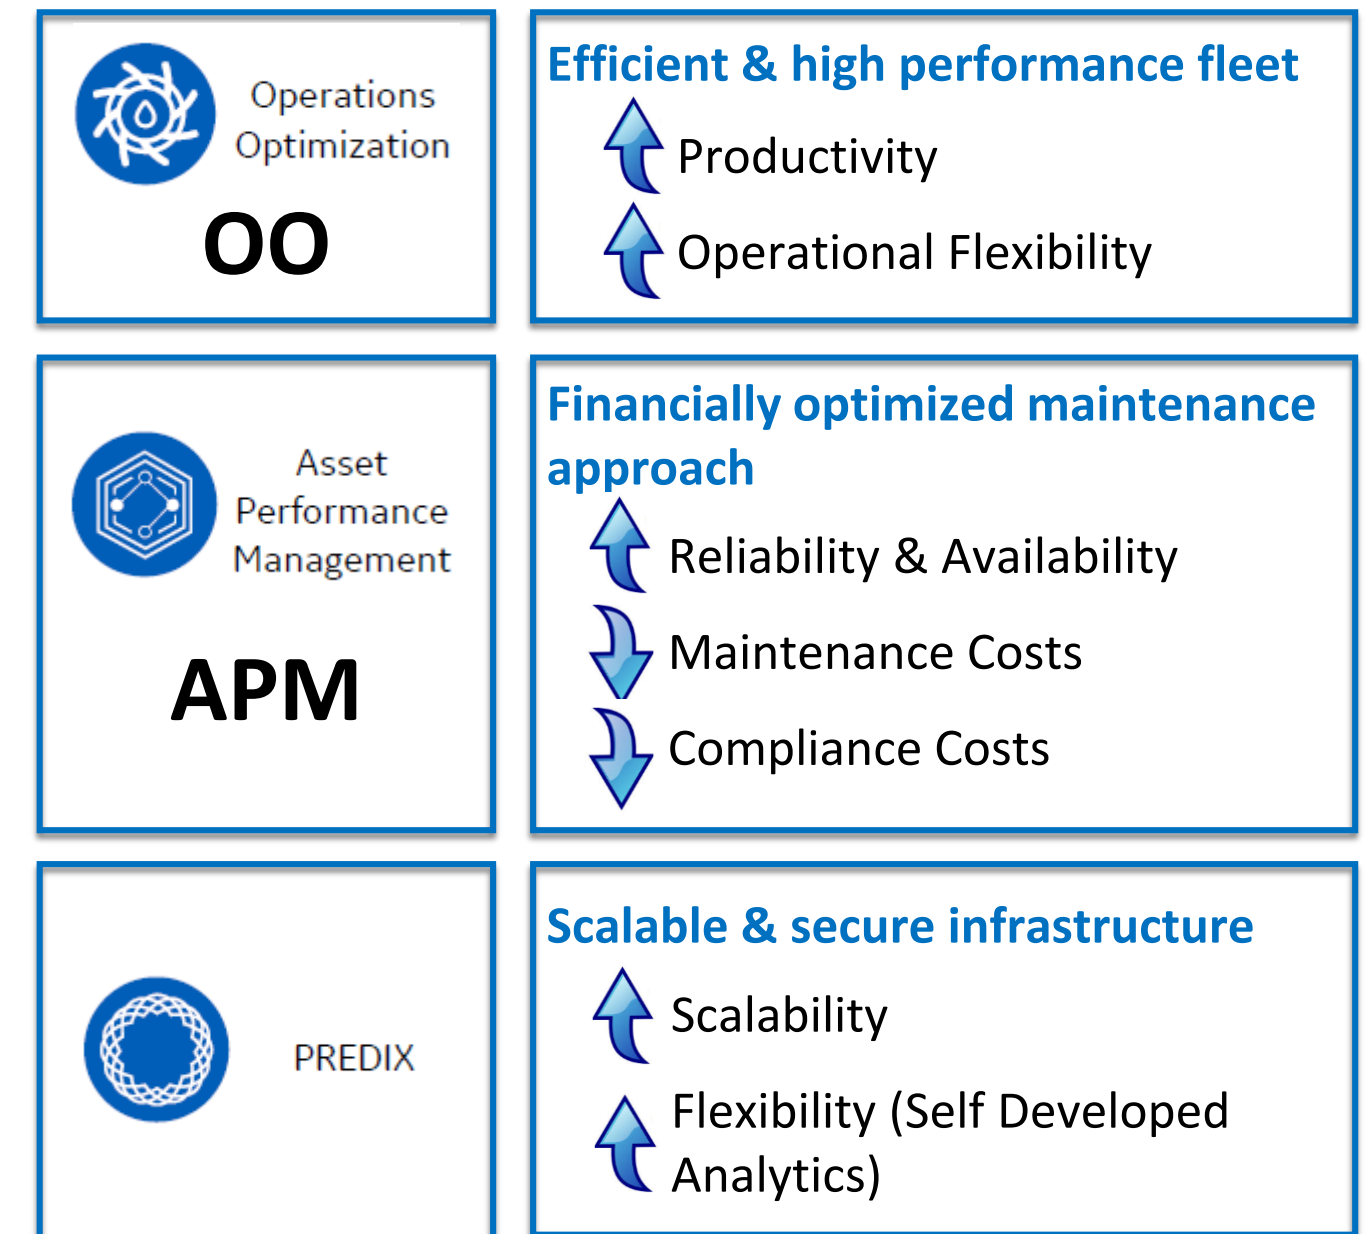 Operations
Optimization
OO
Efficient & high performance fleet
Productivity
Operational Flexibility
Asset
Performance
Management
APM
Financially optimized maintenance
approach
Reliability & Availability
Maintenance Costs
Compliance Costs
PREDIX
Scalable & secure infrastructure
Scalability
Flexibility (Self Developed
Analytics)